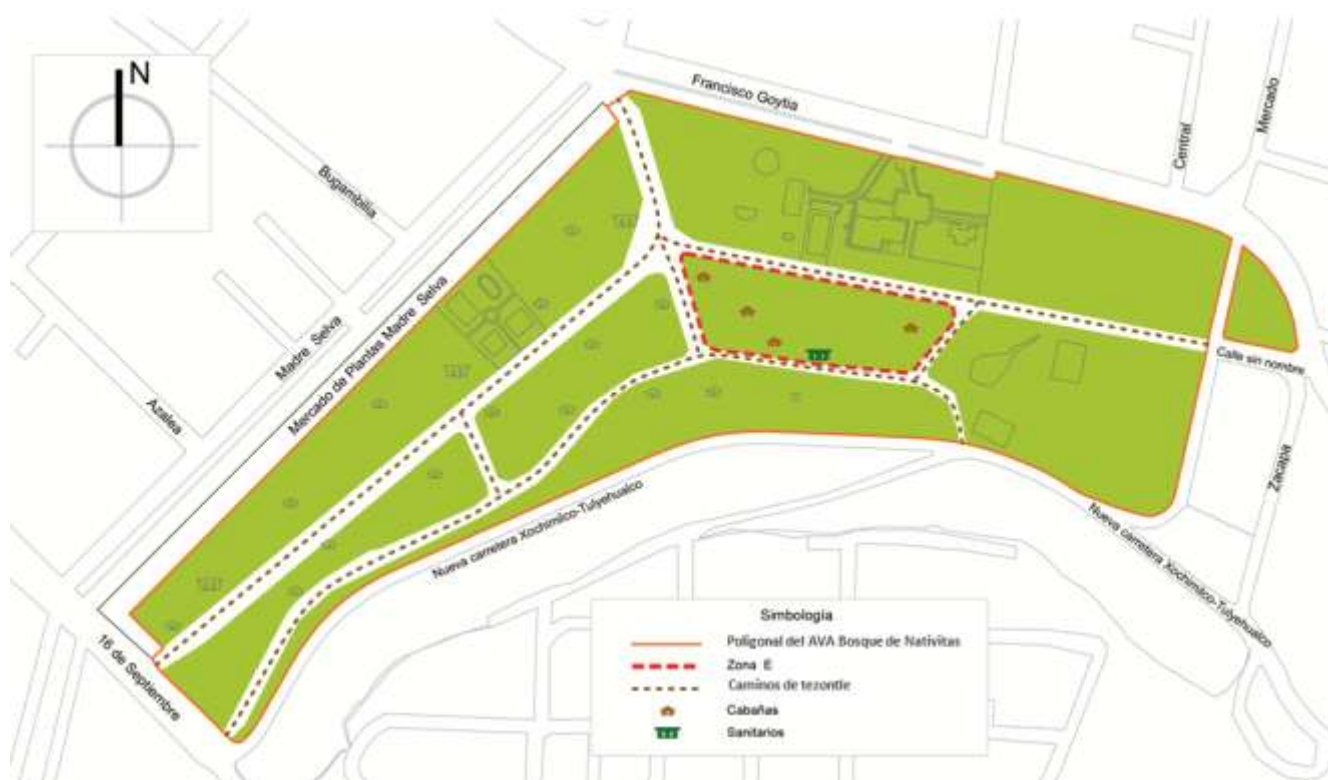 N
Francisco Goytia
Mercado
Central
Bugambilia
Madre Selva
Mercado de Plantas Madre Selva
Azalea
Calle sin nombre
Zacapa
Nueva carretera Xochimilco-Tulyehualco
Nueva carretera Xochimilco-Tulyehualco
16 de Septiembre
Simbología
Poligonal del AVA Bosque de Nativitas
Zona E
Caminos de tezontle
Cabañas
Sanitarios